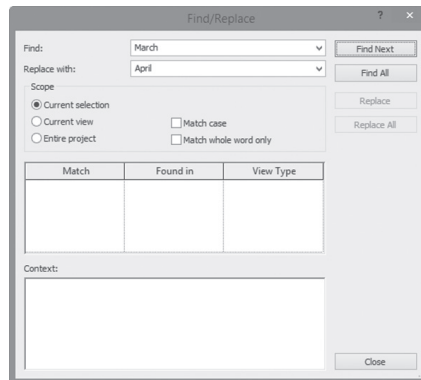 Find/Replace
?
×
Find:
March
Find Next
Replace with:
April
Find All
Scope
Current selection
Replace
Current view
Match case
Replace All
Entire project
Match whole word only
Match
Found in
View Type
Context:
Close